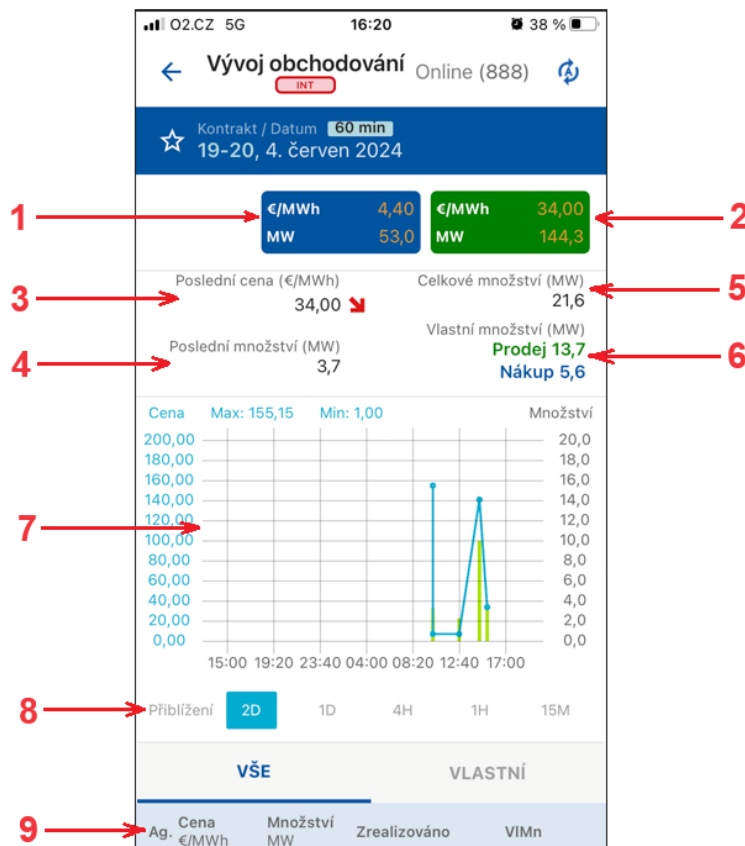 O2.CZ 5G 16:20 38 %
Vývoj obchodování Online (888)
INT
Kontrakt / Datum 60 min
19-20, 4. červen 2024
1
€/MWh 4,40
MW 53,0
€/MWh 34,00
MW 144,3
2
3
Poslední cena (€/MWh)
34,00
Celkové množství (MW)
21,6
5
4
Poslední množství (MW)
3,7
Vlastní množství (MW)
Prodej 13,7
Nákup 5,6
6
Cena Max: 155,15 Min: 1,00 Množství
200,00 20,0
180,00 18,0
160,00 16,0
140,00 14,0
120,00 12,0
7
100,00 10,0
80,00 8,0
60,00 6,0
40,00 4,0
20,00 2,0
0,00 0,0
15:00 19:20 23:40 04:00 08:20 12:40 17:00
8
Přiblížení 2D 1D 4H 1H 15M
VŠE VLASTNÍ
9
Ag. Cena Množství Zrealizováno VlMn
€/MWh MW